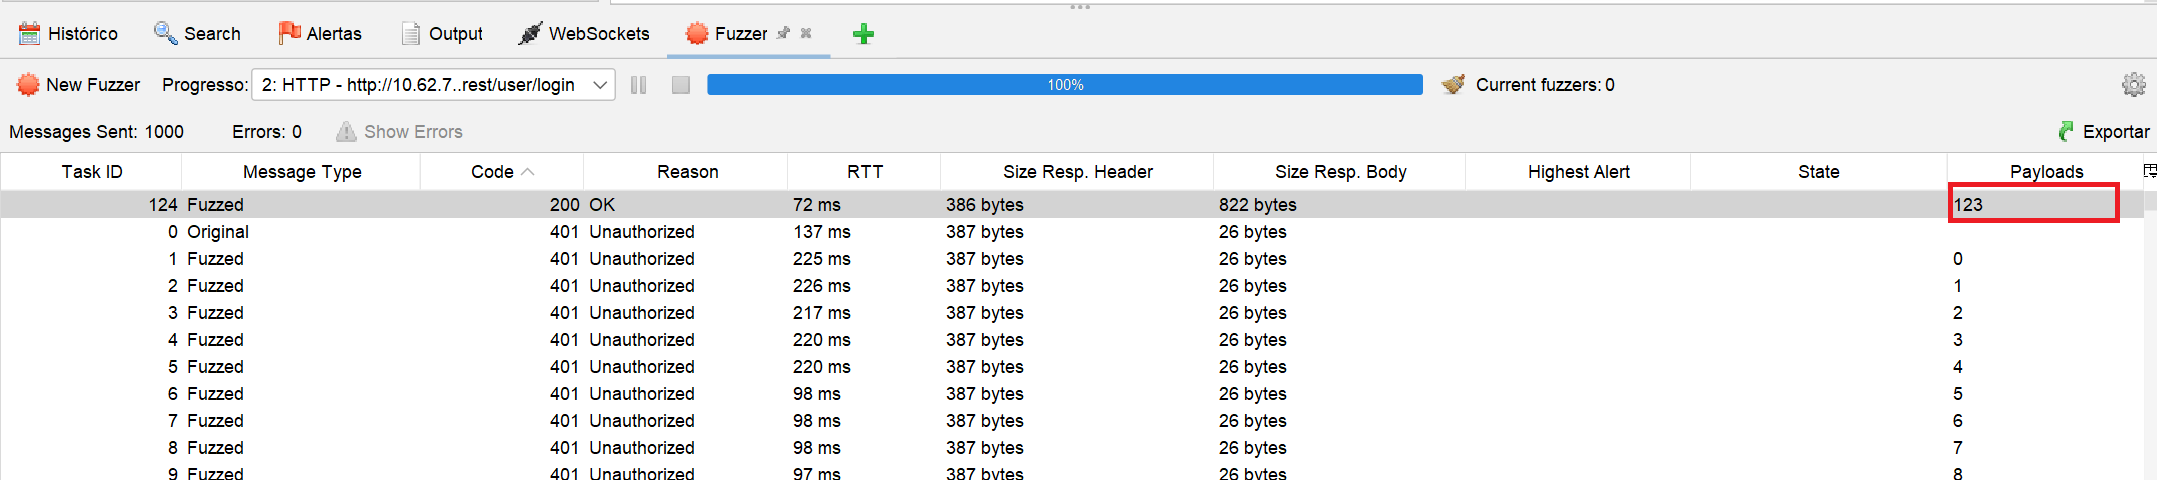 Histórico Search Alertas Output WebSockets Fuzzer
New Fuzzer Progresso: 2: HTTP - http://10.62.7..rest/user/login 100% Current fuzzers: 0
Messages Sent: 1000 Errors: 0 Show Errors Exportar
Task ID Message Type Code Reason RTT Size Resp. Header Size Resp. Body Highest Alert State Payloads
124 Fuzzed 200 OK 72 ms 386 bytes 822 bytes 123
0 Original 401 Unauthorized 137 ms 387 bytes 26 bytes
1 Fuzzed 401 Unauthorized 225 ms 387 bytes 26 bytes 0
2 Fuzzed 401 Unauthorized 226 ms 387 bytes 26 bytes 1
3 Fuzzed 401 Unauthorized 217 ms 387 bytes 26 bytes 2
4 Fuzzed 401 Unauthorized 220 ms 387 bytes 26 bytes 3
5 Fuzzed 401 Unauthorized 220 ms 387 bytes 26 bytes 4
6 Fuzzed 401 Unauthorized 98 ms 387 bytes 26 bytes 5
7 Fuzzed 401 Unauthorized 98 ms 387 bytes 26 bytes 6
8 Fuzzed 401 Unauthorized 98 ms 387 bytes 26 bytes 7
9 Fuzzed 401 Unauthorized 97 ms 387 bytes 26 bytes 8